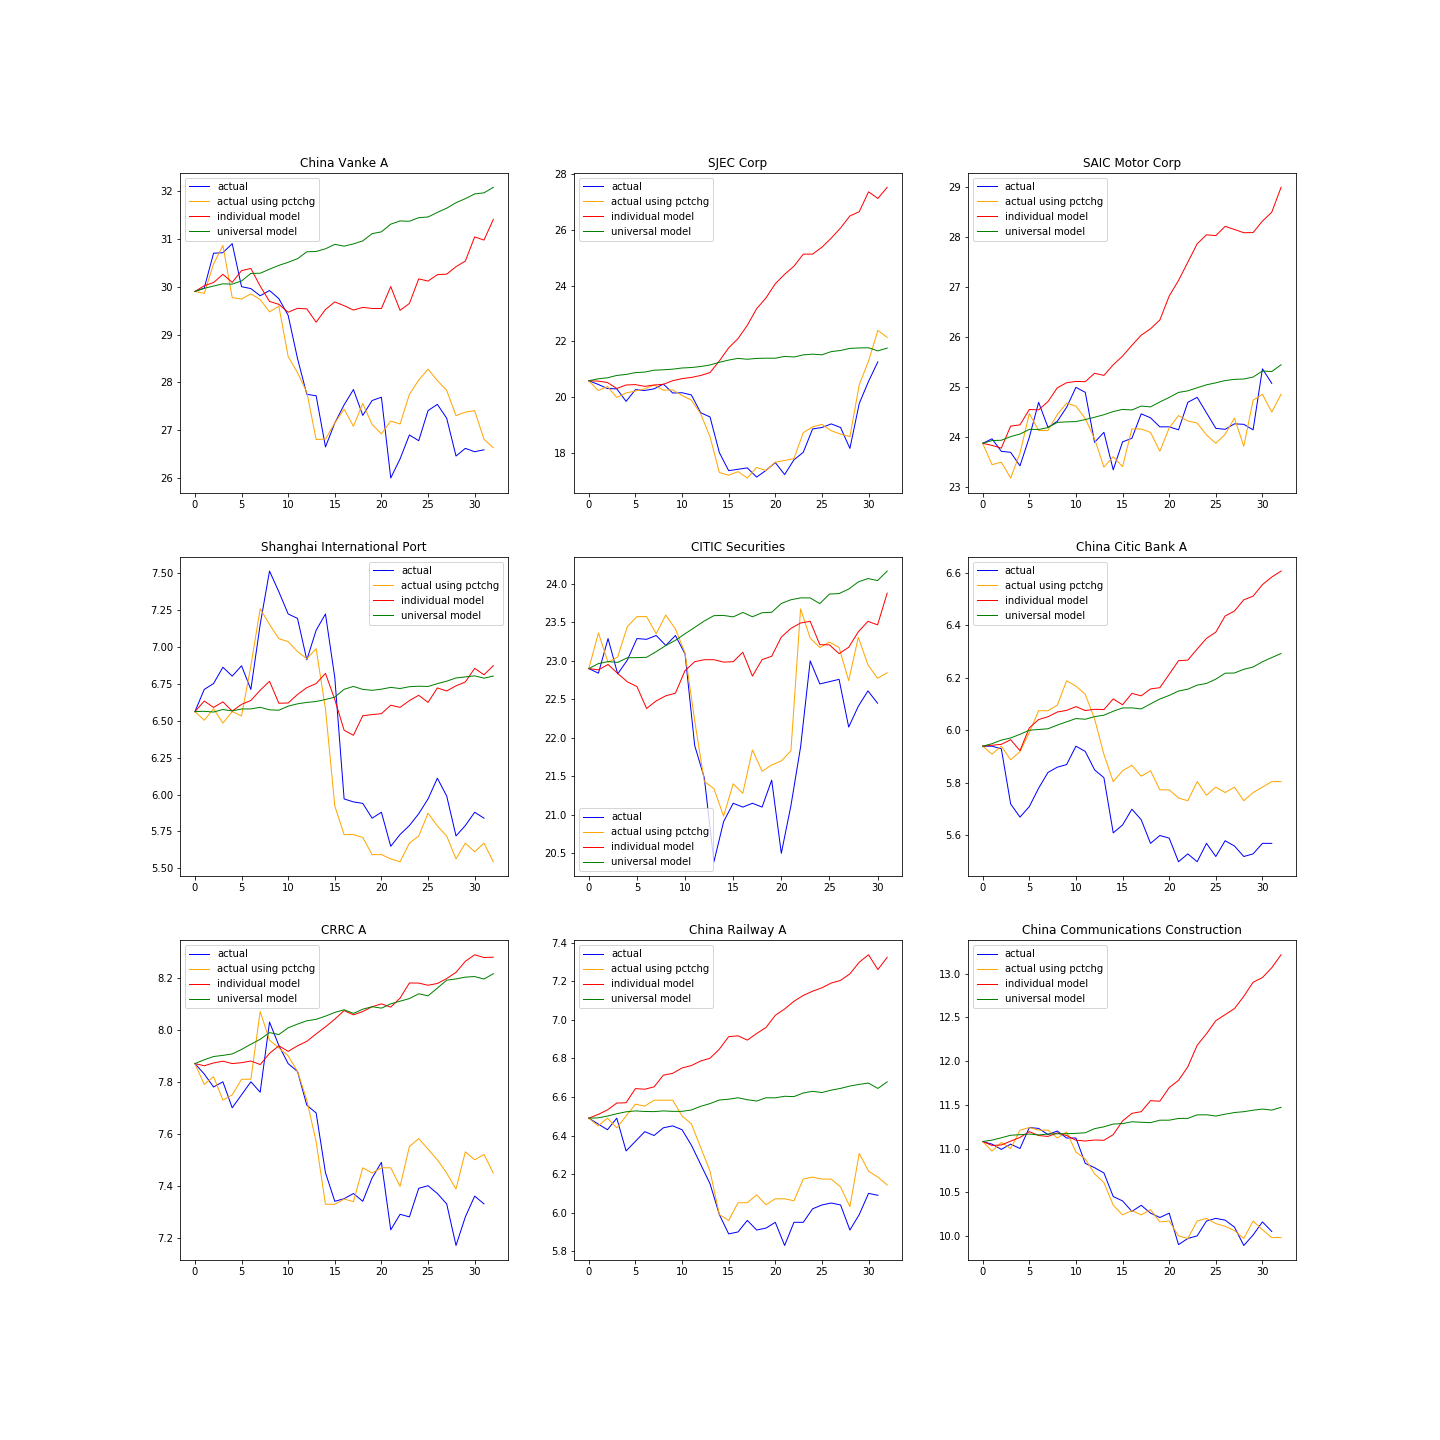 China Vanke A
actual
actual using pctchg
individual model
universal model
32
31
30
29
28
27
26
0 5 10 15 20 25 30
SJEC Corp
actual
actual using pctchg
individual model
universal model
28
26
24
22
20
18
0 5 10 15 20 25 30
SAIC Motor Corp
actual
actual using pctchg
individual model
universal model
29
28
27
26
25
24
23
0 5 10 15 20 25 30
Shanghai International Port
actual
actual using pctchg
individual model
universal model
7.50
7.25
7.00
6.75
6.50
6.25
6.00
5.75
5.50
0 5 10 15 20 25 30
CITIC Securities
24.0
23.5
23.0
22.5
22.0
21.5
21.0
20.5
actual
actual using pctchg
individual model
universal model
0 5 10 15 20 25 30
China Citic Bank A
actual
actual using pctchg
individual model
universal model
6.6
6.4
6.2
6.0
5.8
5.6
0 5 10 15 20 25 30
CRRC A
actual
actual using pctchg
individual model
universal model
8.2
8.0
7.8
7.6
7.4
7.2
0 5 10 15 20 25 30
China Railway A
actual
actual using pctchg
individual model
universal model
7.4
7.2
7.0
6.8
6.6
6.4
6.2
6.0
5.8
0 5 10 15 20 25 30
China Communications Construction
actual
actual using pctchg
individual model
universal model
13.0
12.5
12.0
11.5
11.0
10.5
10.0
0 5 10 15 20 25 30